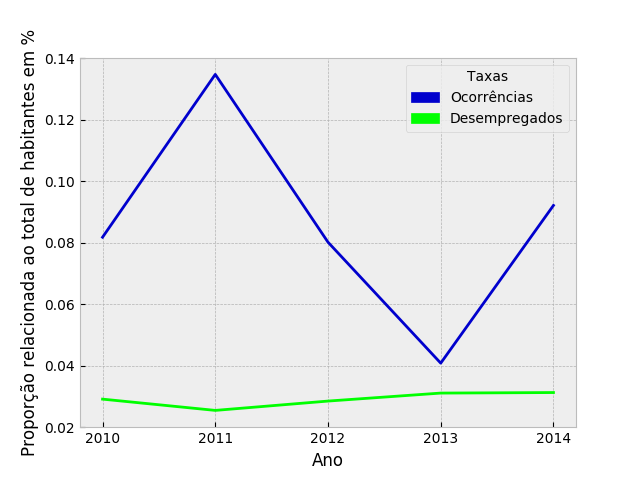 Proporção relacionada ao total de habitantes em %
0.14
0.12
0.10
0.08
0.06
0.04
0.02
Taxas
Ocorrências
Desempregados
2010 2011 2012 2013 2014
Ano